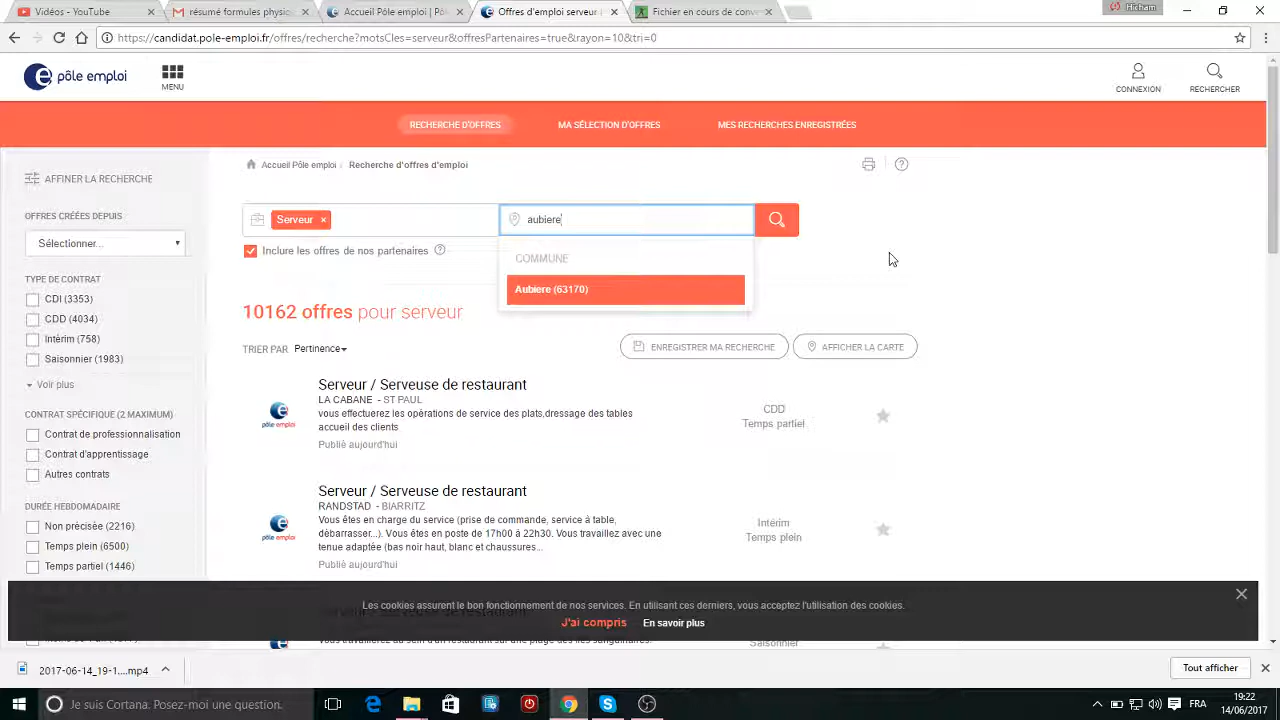 YouTube
résumé formules physiq
Accueil Pôle emploi | Pôl
Offres d'emploi serveur |
Fichier en cours de conv
Hicham
https://candidat.pole-emploi.fr/offres/recherche?motsCles=serveur&offresPartenaires=true&rayon=10&tri=0
pôle emploi
MENU
CONNEXION
RECHERCHER
RECHERCHE D'OFFRES
MA SÉLECTION D'OFFRES
MES RECHERCHES ENREGISTRÉES
Accueil Pôle emploi
Recherche d'offres d'emploi
AFFINER LA RECHERCHE
OFFRES CRÉÉES DEPUIS
Sélectionner...
TYPE DE CONTRAT
CDI (3353)
CDD (4034)
Intérim (758)
Saisonnier (1983)
Voir plus
CONTRAT SPÉCIFIQUE (2 MAXIMUM)
Contrat de professionnalisation
Contrat d'apprentissage
Autres contrats
DURÉE HEBDOMADAIRE
Non précisée (2216)
Temps plein (6500)
Temps partiel (1446)
Serveur ×
aubiere
Inclure les offres de nos partenaires
COMMUNE
Aubiere (63170)
10162 offres pour serveur
TRIER PAR Pertinence
ENREGISTRER MA RECHERCHE
AFFICHER LA CARTE
Serveur / Serveuse de restaurant
LA CABANE - ST PAUL
vous effectuerez les opérations de service des plats,dressage des tables
accueil des clients
Publié aujourd'hui
CDD
Temps partiel
pôle emploi
Serveur / Serveuse de restaurant
RANDSTAD - BIARRITZ
Vous êtes en charge du service (prise de commande, service à table,
débarrasser...). Vous êtes en poste de 17h00 à 22h30. Vous travaillez avec une
tenue adaptée (bas noir haut, blanc et chaussures...
Publié aujourd'hui
Intérim
Temps plein
pôle emploi
Les cookies assurent le bon fonctionnement de nos services. En utilisant ces derniers, vous acceptez l'utilisation des cookies.
J'ai compris
En savoir plus
Saisonnier
2017-06-14_19-1....mp4
Tout afficher
Je suis Cortana. Posez-moi une question.
FR
19:22
14/06/2017